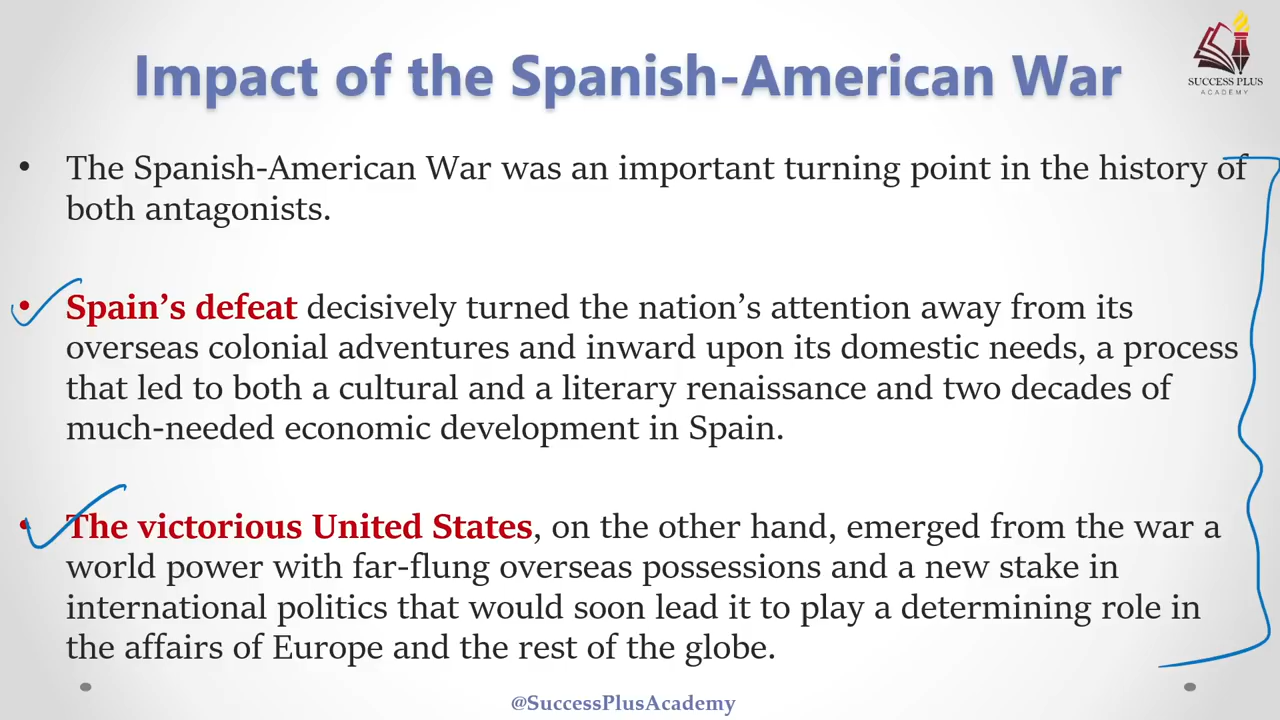 Impact of the Spanish-American War
SUCCESS PLUS
ACADEMY
• The Spanish-American War was an important turning point in the history of
both antagonists.
• Spain’s defeat decisively turned the nation’s attention away from its
overseas colonial adventures and inward upon its domestic needs, a process
that led to both a cultural and a literary renaissance and two decades of
much-needed economic development in Spain.
• The victorious United States, on the other hand, emerged from the war a
world power with far-flung overseas possessions and a new stake in
international politics that would soon lead it to play a determining role in
the affairs of Europe and the rest of the globe.
@SuccessPlusAcademy